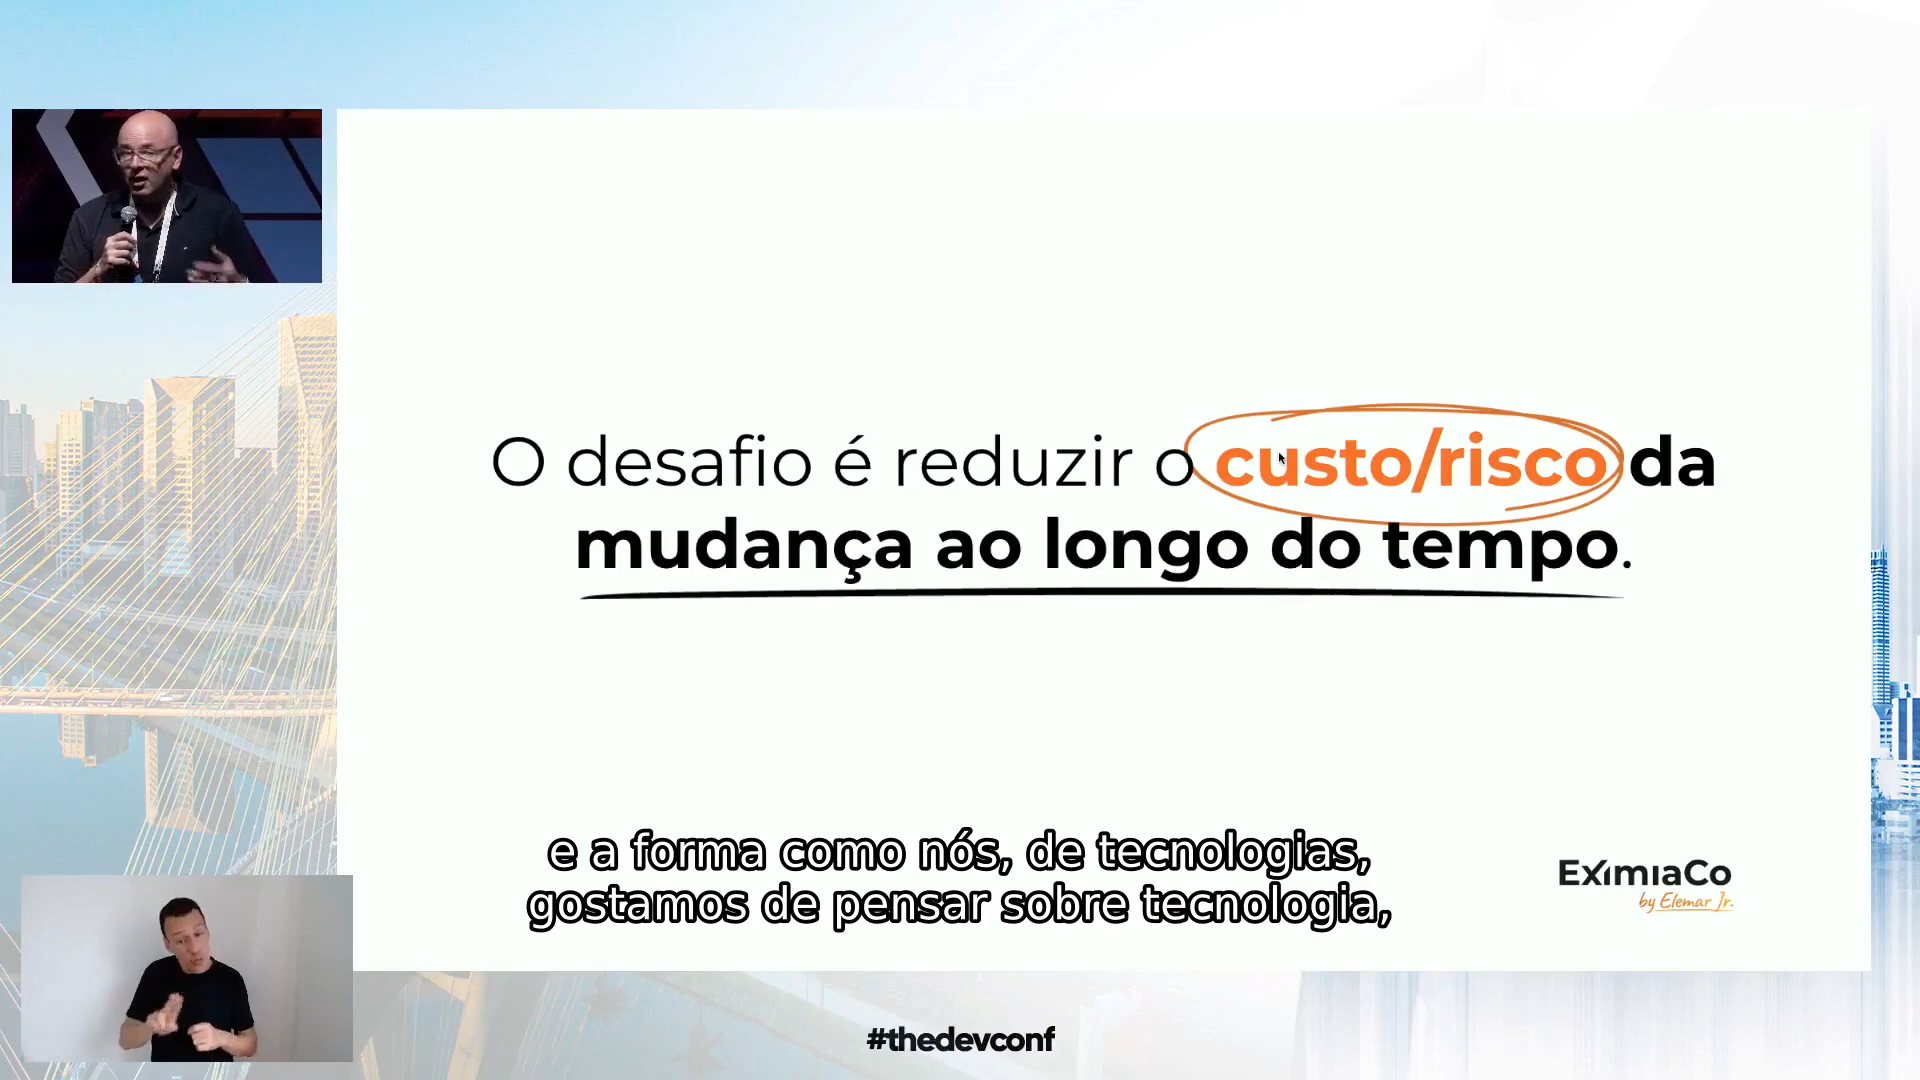 O desafio é reduzir o custo/risco da
mudança ao longo do tempo.
e a forma como nós, de tecnologias,
gostamos de pensar sobre tecnologia,
ExímiaCo
by Elemar Jr.
#thedevconf